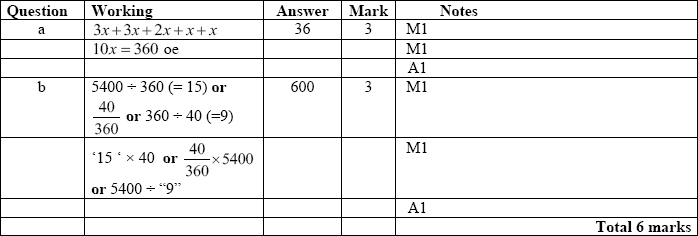 Question Working Answer Mark Notes
a 3x+3x+2x+x+x 36 3 M1
10x = 360 oe M1
A1
b 5400 ÷ 360 (= 15) or 600 3 M1
40/360 or 360 ÷ 40 (=9)
‘15 ‘ × 40 or 40/360 × 5400 M1
or 5400 ÷ “9”
A1
Total 6 marks